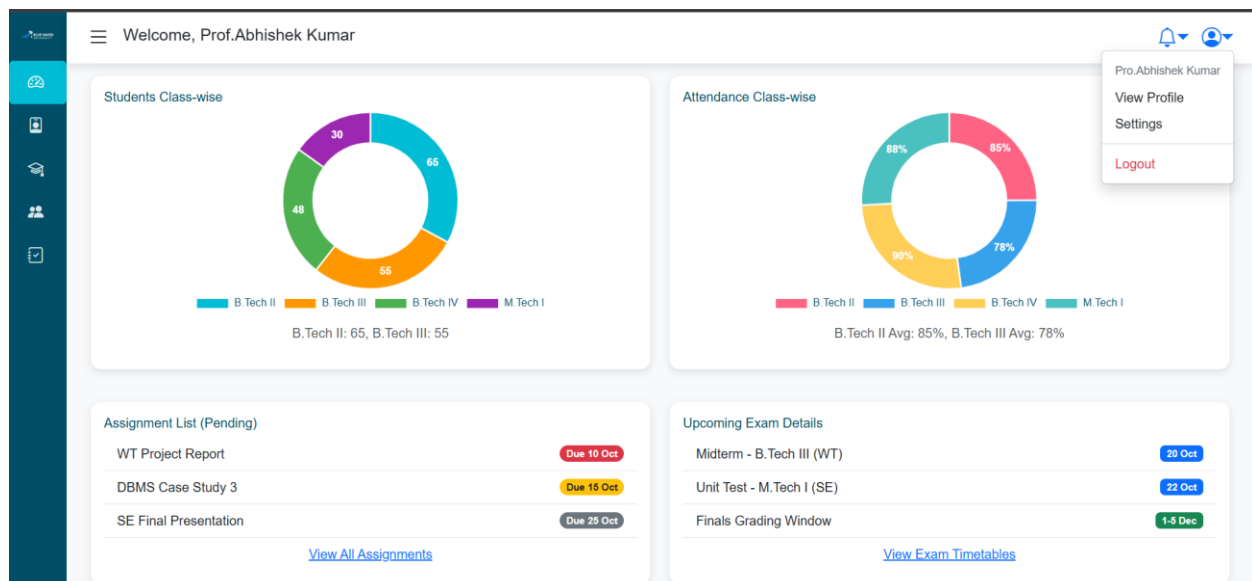 Welcome, Prof.Abhishek Kumar
Pro.Abhishek Kumar
View Profile
Settings
Logout
Students Class-wise
30
65
48
55
B.Tech II B.Tech III B.Tech IV M.Tech I
B.Tech II: 65, B.Tech III: 55
Attendance Class-wise
88%
85%
90%
78%
B.Tech II B.Tech III B.Tech IV M.Tech I
B.Tech II Avg: 85%, B.Tech III Avg: 78%
Assignment List (Pending)
WT Project Report Due 10 Oct
DBMS Case Study 3 Due 15 Oct
SE Final Presentation Due 25 Oct
View All Assignments
Upcoming Exam Details
Midterm - B.Tech III (WT) 20 Oct
Unit Test - M.Tech I (SE) 22 Oct
Finals Grading Window 1-5 Dec
View Exam Timetables